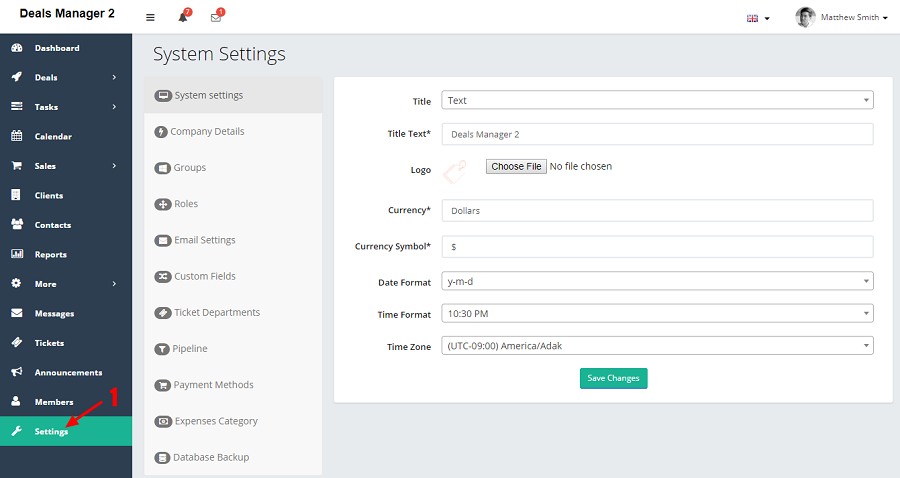 Deals Manager 2
7
1
Matthew Smith
Dashboard
Deals
Tasks
Calendar
Sales
Clients
Contacts
Reports
More
Messages
Tickets
Announcements
Members
Settings
1
System Settings
System settings
Company Details
Groups
Roles
Email Settings
Custom Fields
Ticket Departments
Pipeline
Payment Methods
Expenses Category
Database Backup
Title Text
Title Text* Deals Manager 2
Logo Choose File No file chosen
Currency* Dollars
Currency Symbol* $
Date Format y-m-d
Time Format 10:30 PM
Time Zone (UTC-09:00) America/Adak
Save Changes